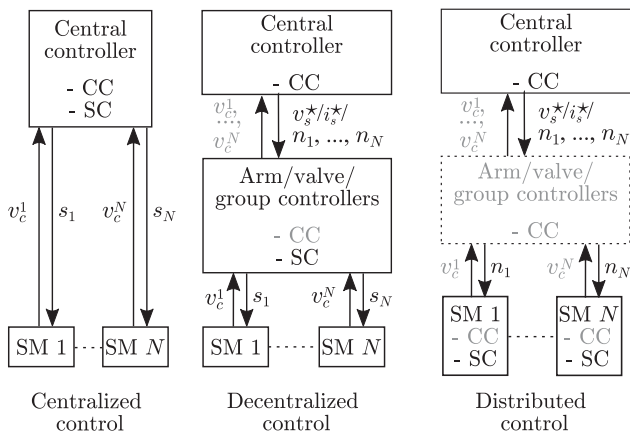 Central
controller
- CC
- SC
v_c^1
s_1
v_c^N
s_N
SM 1
SM N
Centralized
control
Central
controller
- CC
v_c^1,
...,
v_c^N
v_s^★/i_s^★/
n_1, ..., n_N
Arm/valve/
group controllers
- CC
- SC
v_c^1
s_1
v_c^N
s_N
SM 1
SM N
Decentralized
control
Central
controller
- CC
v_c^1,
...,
v_c^N
v_s^★/i_s^★/
n_1, ..., n_N
Arm/valve/
group controllers
- CC
v_c^1
n_1
v_c^N
n_N
SM 1
- CC
- SC
SM N
- CC
- SC
Distributed
control